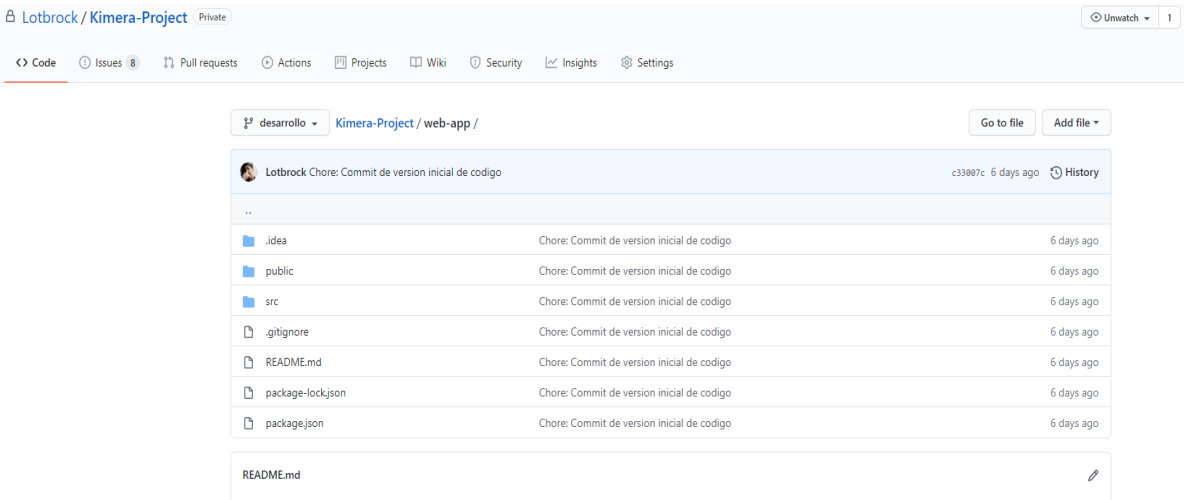 Lotbrock / Kimera-Project Private Unwatch 1
Code Issues 8 Pull requests Actions Projects Wiki Security Insights Settings
desarrollo Kimera-Project / web-app / Go to file Add file
Lotbrock Chore: Commit de version inicial de codigo c33007c 6 days ago History
..
.idea Chore: Commit de version inicial de codigo 6 days ago
public Chore: Commit de version inicial de codigo 6 days ago
src Chore: Commit de version inicial de codigo 6 days ago
.gitignore Chore: Commit de version inicial de codigo 6 days ago
README.md Chore: Commit de version inicial de codigo 6 days ago
package-lock.json Chore: Commit de version inicial de codigo 6 days ago
package.json Chore: Commit de version inicial de codigo 6 days ago
README.md